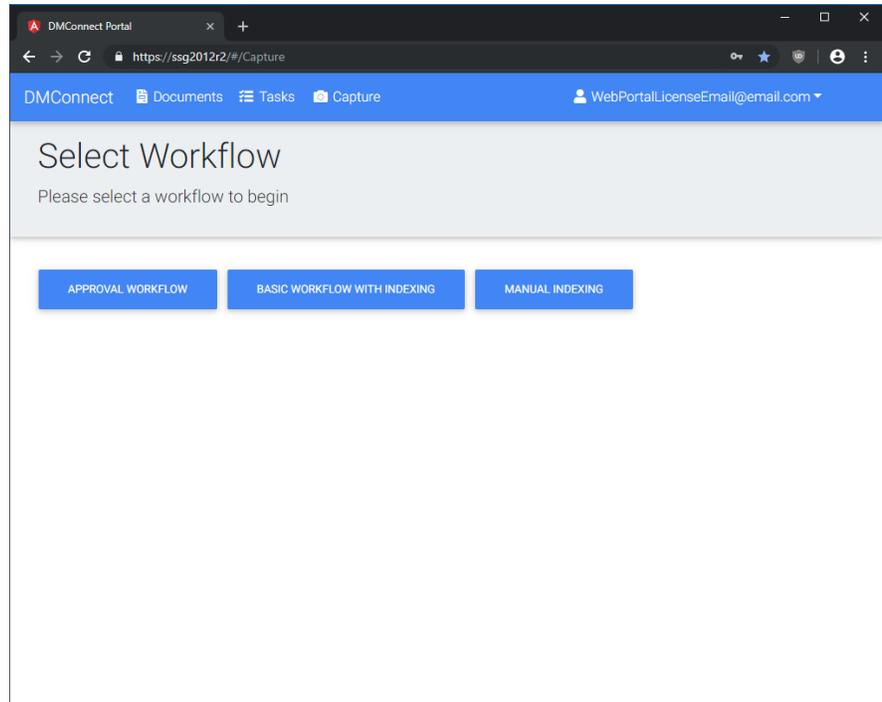 DMConnect Portal
https://ssg2012r2/#/Capture
DMConnect Documents Tasks Capture WebPortalLicenseEmail@email.com
Select Workflow
Please select a workflow to begin
APPROVAL WORKFLOW BASIC WORKFLOW WITH INDEXING MANUAL INDEXING